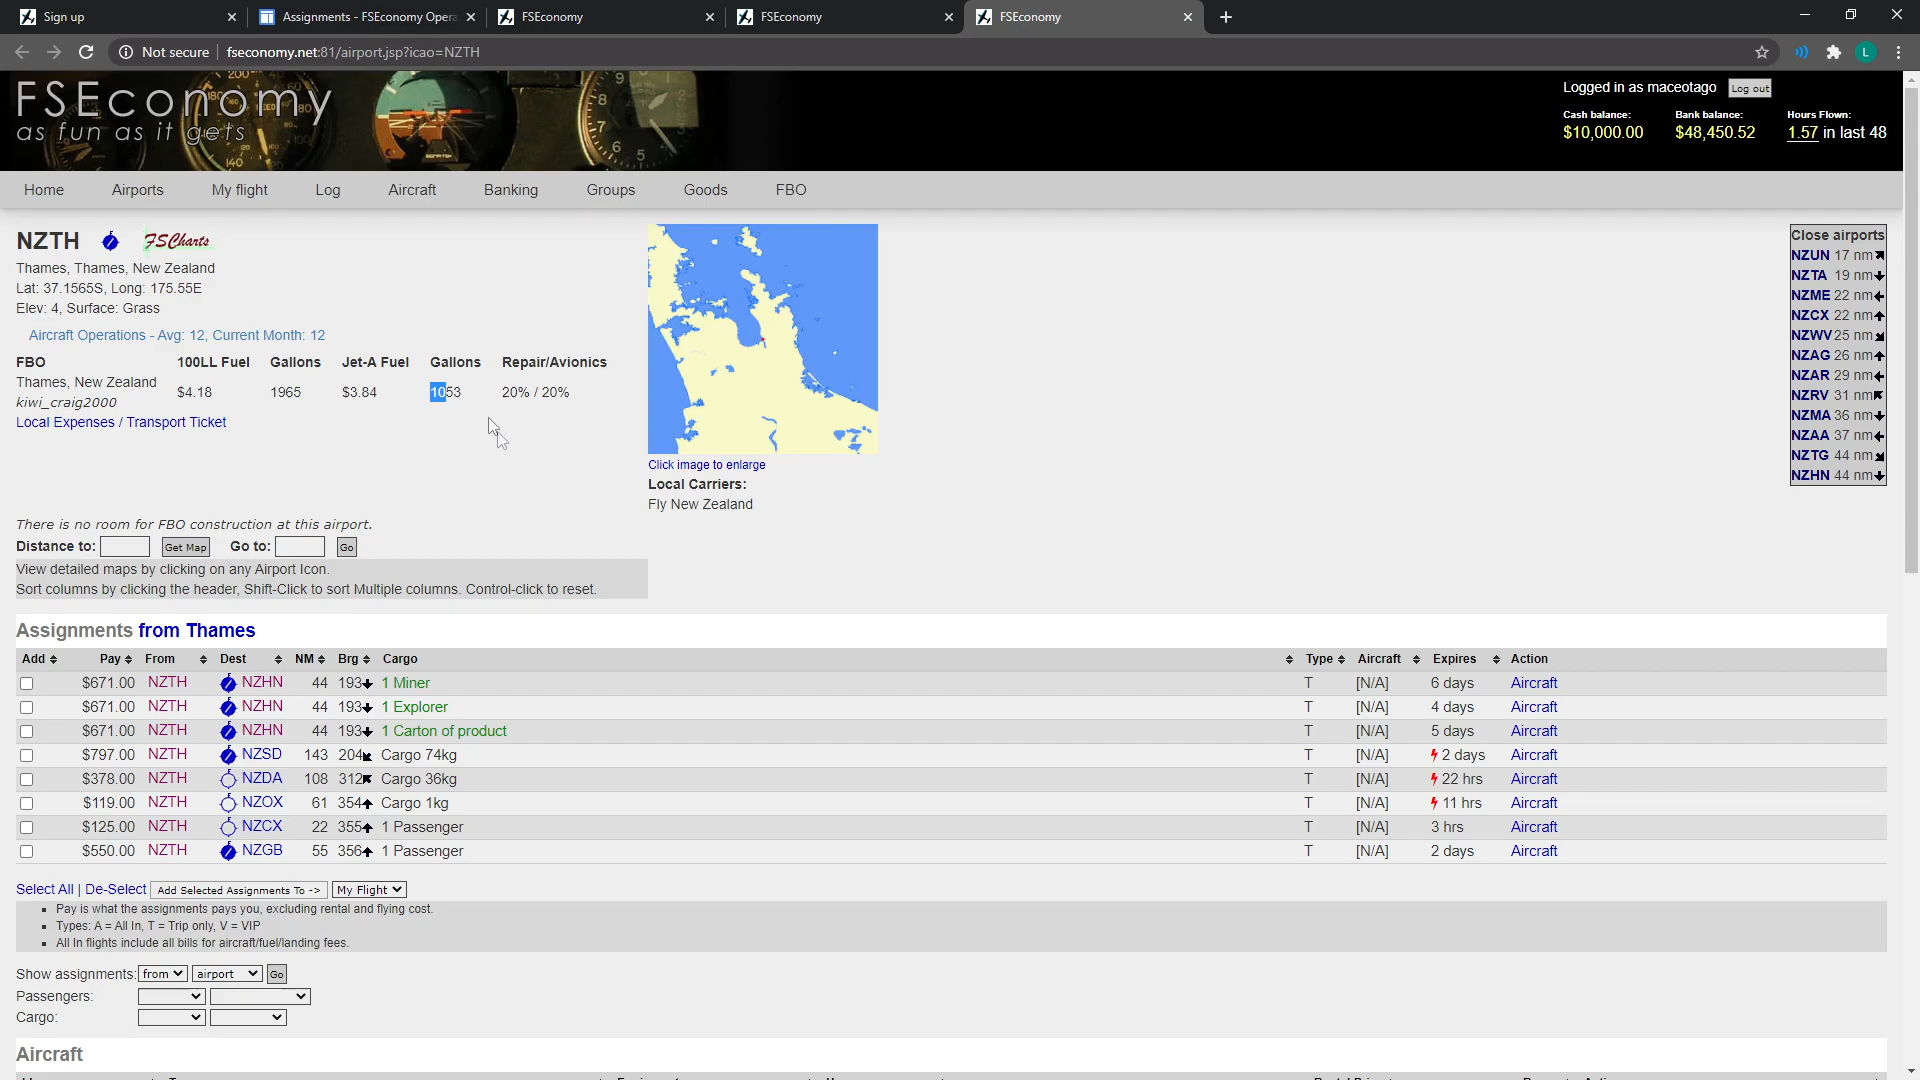 Sign up
Assignments - FSEconomy Opera
FSEconomy
FSEconomy
FSEconomy
Not secure fseconomy.net:81/airport.jsp?icao=NZTH
L
FSEconomy
as fun as it gets
Logged in as maceotago Log out
Cash balance: Bank balance: Hours Flown:
$10,000.00 $48,450.52 1.57 in last 48
Home Airports My flight Log Aircraft Banking Groups Goods FBO
NZTH FSCharts
Thames, Thames, New Zealand
Lat: 37.1565S, Long: 175.55E
Elev: 4, Surface: Grass
Aircraft Operations - Avg: 12, Current Month: 12
FBO 100LL Fuel Gallons Jet-A Fuel Gallons Repair/Avionics
Thames, New Zealand $4.18 1965 $3.84 1053 20% / 20%
kiwi_craig2000
Local Expenses / Transport Ticket
Click image to enlarge
Local Carriers:
Fly New Zealand
Close airports
NZUN 17 nm
NZTA 19 nm
NZME 22 nm
NZCX 22 nm
NZWV 25 nm
NZAG 26 nm
NZAR 29 nm
NZRV 31 nm
NZMA 36 nm
NZAA 37 nm
NZTG 44 nm
NZHN 44 nm
There is no room for FBO construction at this airport.
Distance to: Get Map Go to: Go
View detailed maps by clicking on any Airport Icon.
Sort columns by clicking the header, Shift-Click to sort Multiple columns. Control-click to reset.
Assignments from Thames
Add Pay From Dest NM Brg Cargo Type Aircraft Expires Action
$671.00 NZTH NZHN 44 193 1 Miner T [N/A] 6 days Aircraft
$671.00 NZTH NZHN 44 193 1 Explorer T [N/A] 4 days Aircraft
$671.00 NZTH NZHN 44 193 1 Carton of product T [N/A] 5 days Aircraft
$797.00 NZTH NZSD 143 204 Cargo 74kg T [N/A] 2 days Aircraft
$378.00 NZTH NZDA 108 312 Cargo 36kg T [N/A] 22 hrs Aircraft
$119.00 NZTH NZOX 61 354 Cargo 1kg T [N/A] 11 hrs Aircraft
$125.00 NZTH NZCX 22 355 1 Passenger T [N/A] 3 hrs Aircraft
$550.00 NZTH NZGB 55 356 1 Passenger T [N/A] 2 days Aircraft
Select All | De-Select Add Selected Assignments To -> My Flight
Pay is what the assignments pays you, excluding rental and flying cost.
Types: A = All In, T = Trip only, V = VIP
All In flights include all bills for aircraft/fuel/landing fees.
Show assignments: from airport Go
Passengers:
Cargo:
Aircraft